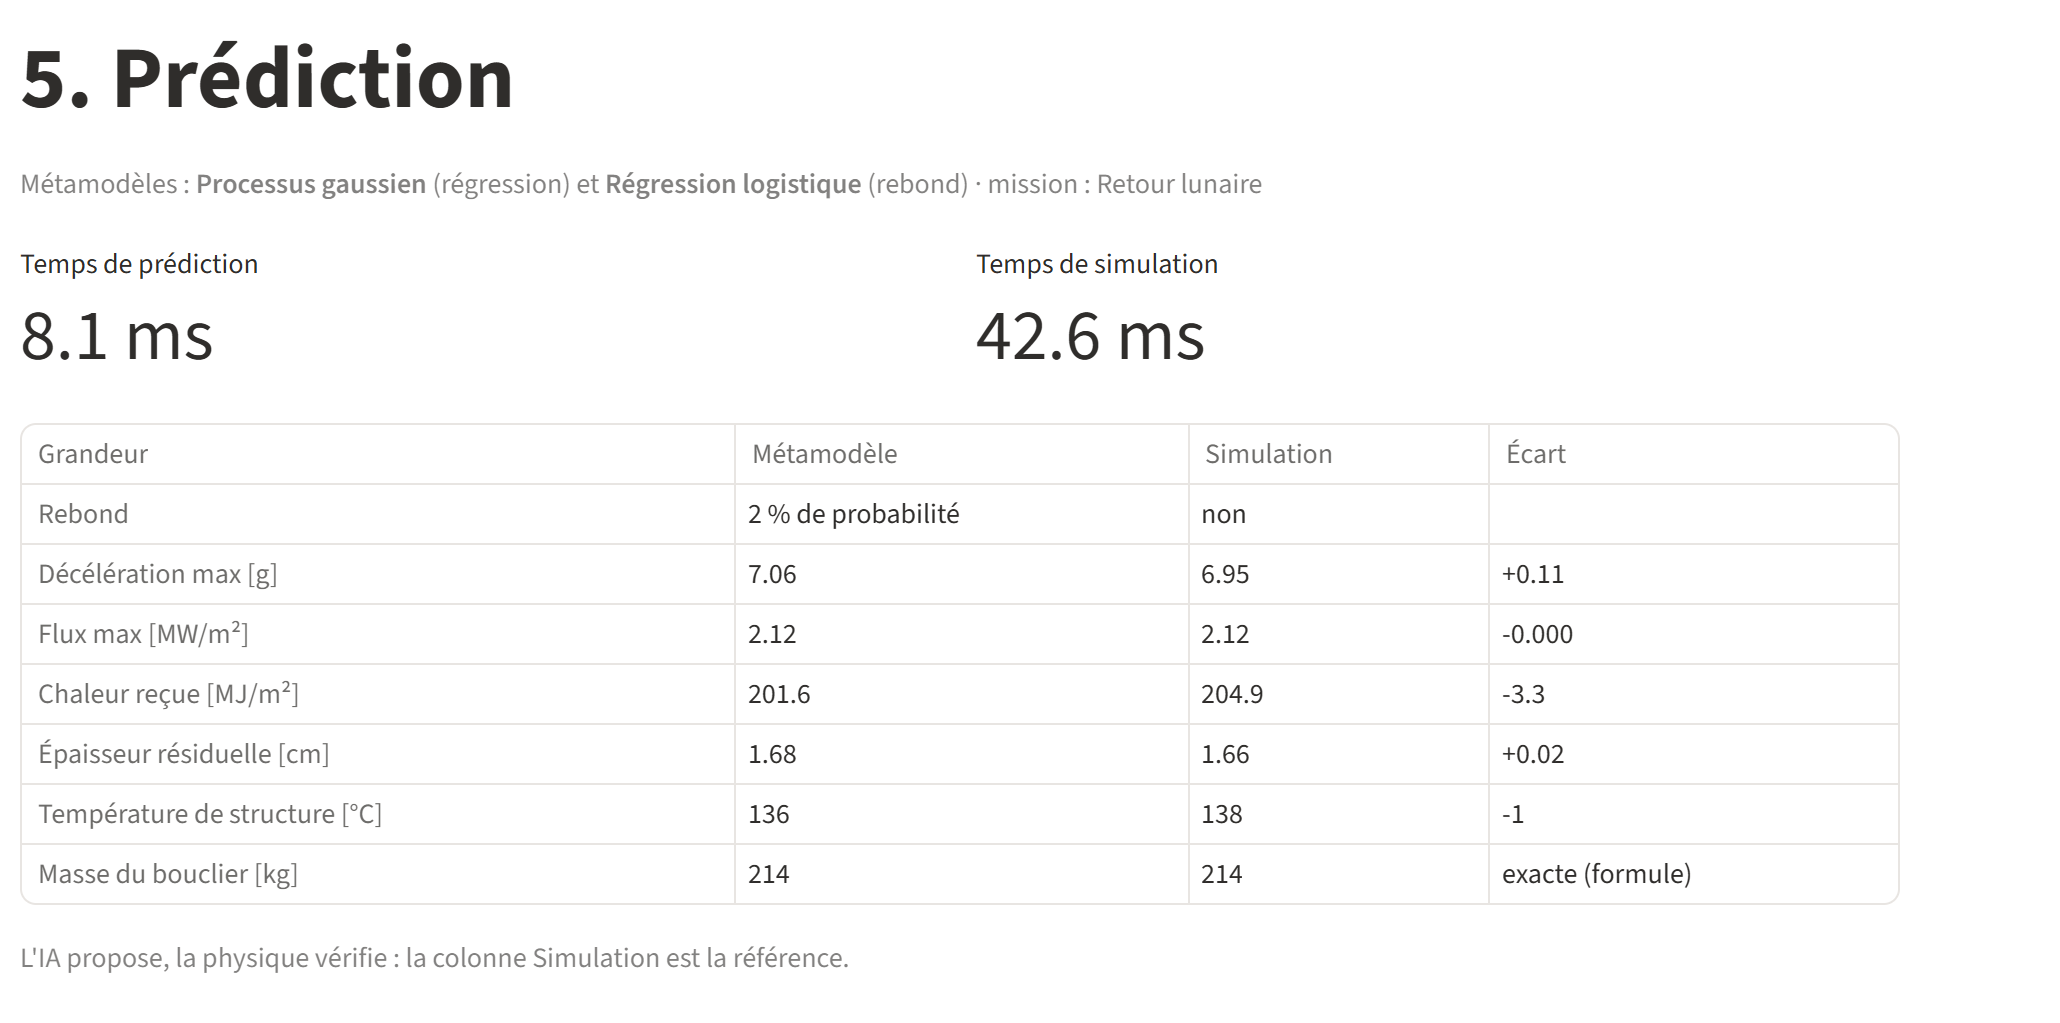 5. Prédiction
Métamodèles : Processus gaussien (régression) et Régression logistique (rebond) · mission : Retour lunaire
Temps de prédiction
8.1 ms
Temps de simulation
42.6 ms
Grandeur Métamodèle Simulation Écart
Rebond 2 % de probabilité non
Décélération max [g] 7.06 6.95 +0.11
Flux max [MW/m²] 2.12 2.12 -0.000
Chaleur reçue [MJ/m²] 201.6 204.9 -3.3
Épaisseur résiduelle [cm] 1.68 1.66 +0.02
Température de structure [°C] 136 138 -1
Masse du bouclier [kg] 214 214 exacte (formule)
L'IA propose, la physique vérifie : la colonne Simulation est la référence.